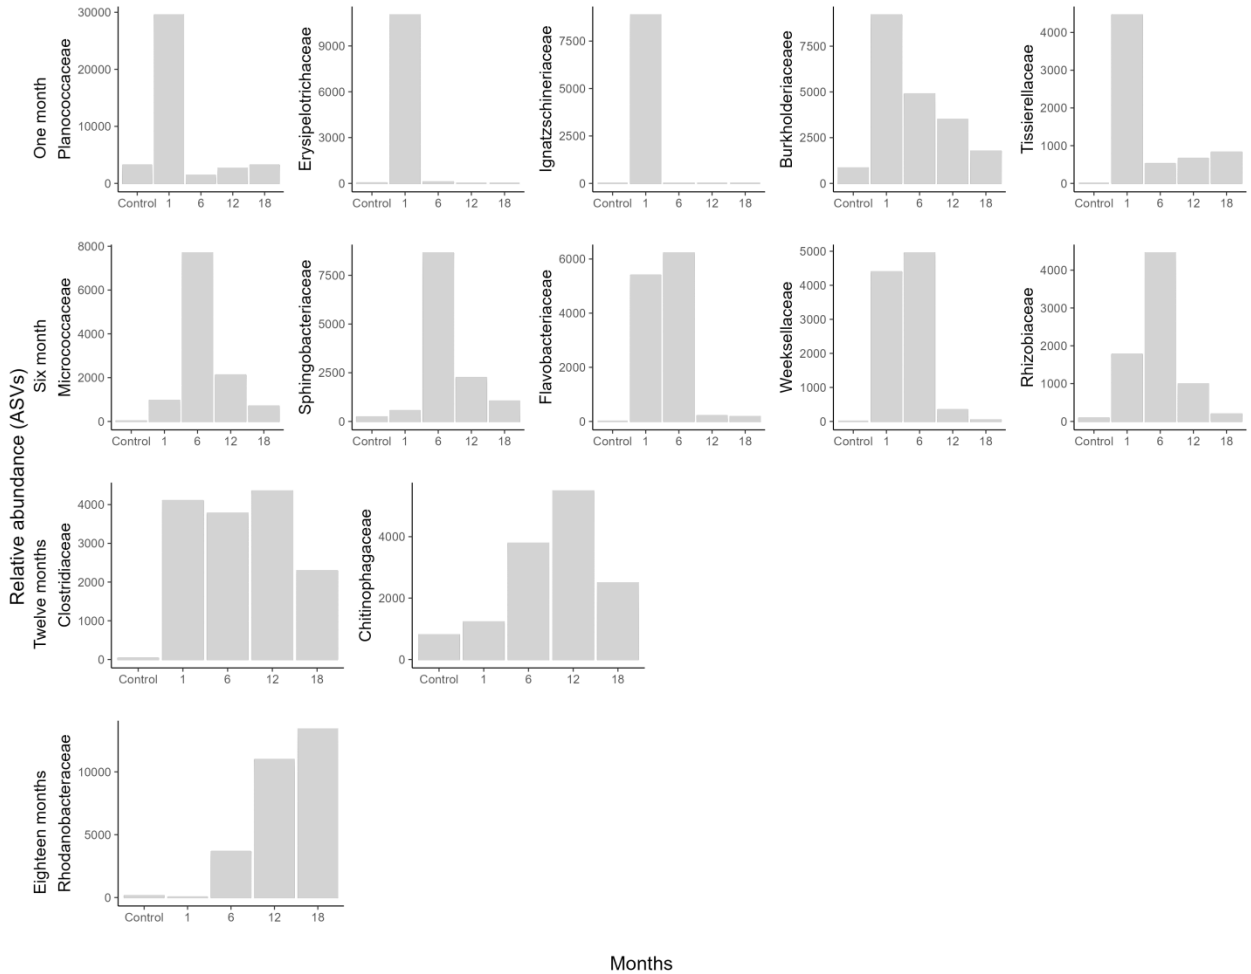 Relative abundance (ASVs)
One month
Planococcaceae
30000
20000
10000
0
Control 1 6 12 18
Erysipelotrichaceae
9000
6000
3000
0
Control 1 6 12 18
Ignatzschineriaceae
7500
5000
2500
0
Control 1 6 12 18
Burkholderiaceaee
7500
5000
2500
0
Control 1 6 12 18
Tissierellaceae
4000
3000
2000
1000
0
Control 1 6 12 18
Six month
Micrococcaceae
8000
6000
4000
2000
0
Control 1 6 12 18
Sphingobacteriaceae
7500
5000
2500
0
Control 1 6 12 18
Flavobacteriaceae
6000
4000
2000
0
Control 1 6 12 18
Weeksellaceae
5000
4000
3000
2000
1000
0
Control 1 6 12 18
Rhizobiaceae
4000
3000
2000
1000
0
Control 1 6 12 18
Twelve months
Clostridiaceae
4000
3000
2000
1000
0
Control 1 6 12 18
Chitinophagaceae
4000
2000
0
Control 1 6 12 18
Eighteen months
Rhodanobacteraceae
10000
5000
0
Control 1 6 12 18
Months